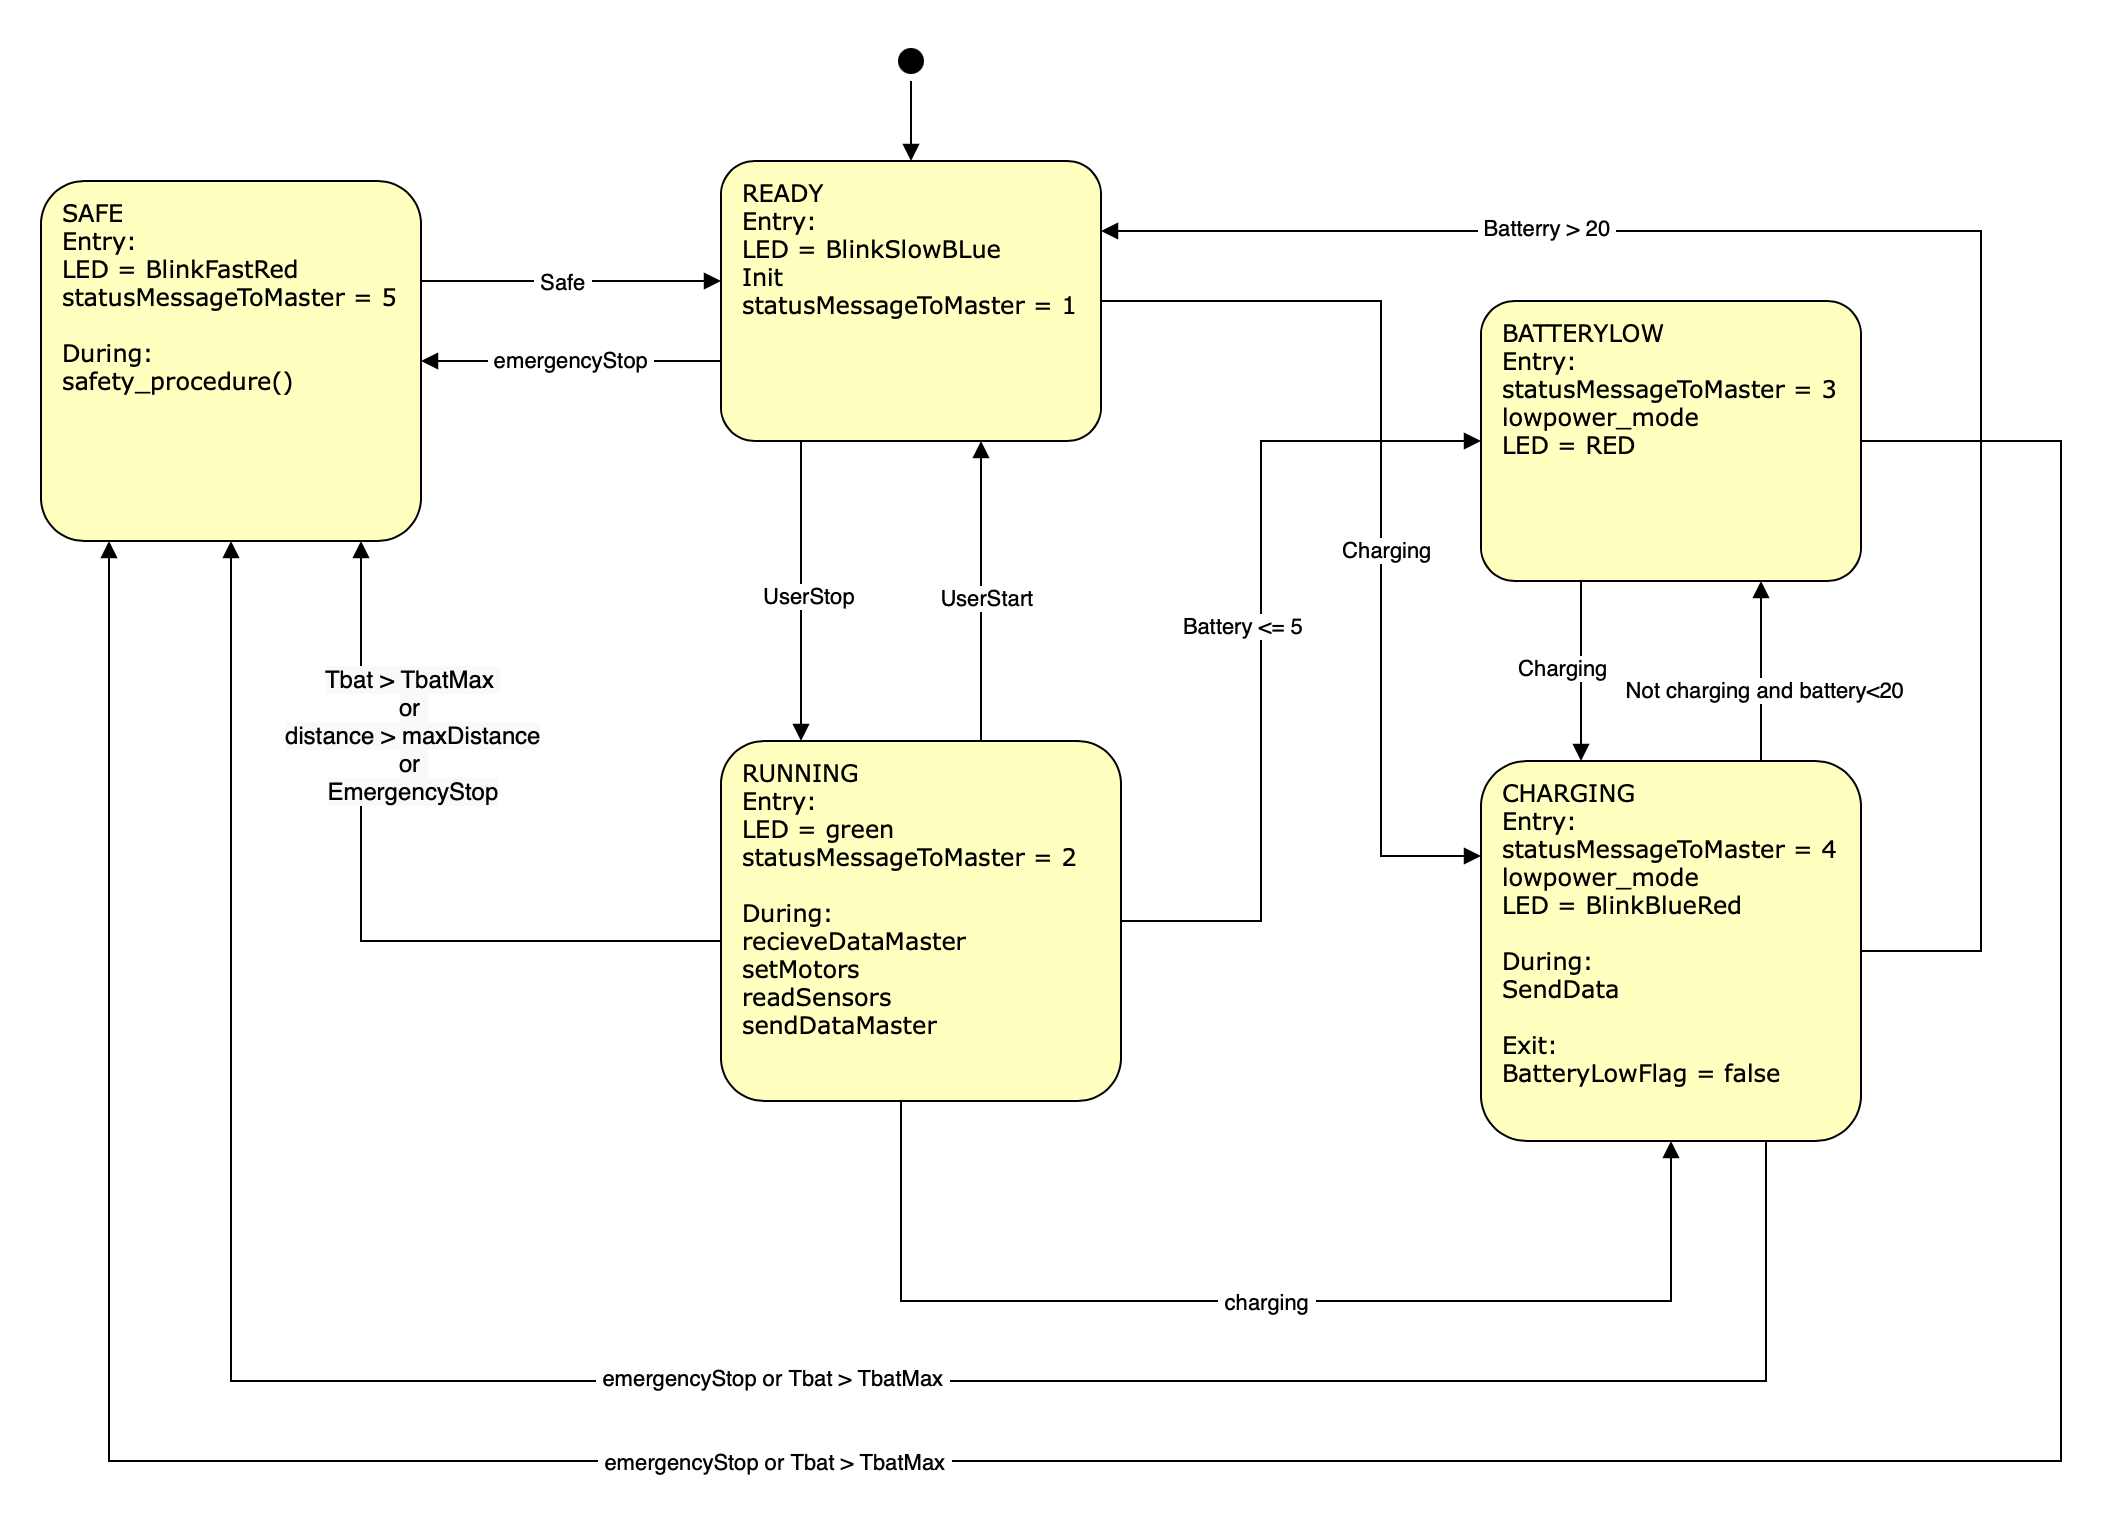 SAFE
Entry:
LED = BlinkFastRed
statusMessageToMaster = 5
During:
safety_procedure()
Safe
emergencyStop
READY
Entry:
LED = BlinkSlowBLue
Init
statusMessageToMaster = 1
Batterry > 20
BATTERYLOW
Entry:
statusMessageToMaster = 3
lowpower_mode
LED = RED
UserStop
UserStart
Battery <= 5
Charging
Charging
Not charging and battery<20
Tbat > TbatMax
or
distance > maxDistance
or
EmergencyStop
RUNNING
Entry:
LED = green
statusMessageToMaster = 2
During:
recieveDataMaster
setMotors
readSensors
sendDataMaster
CHARGING
Entry:
statusMessageToMaster = 4
lowpower_mode
LED = BlinkBlueRed
During:
SendData
Exit:
BatteryLowFlag = false
charging
emergencyStop or Tbat > TbatMax
emergencyStop or Tbat > TbatMax